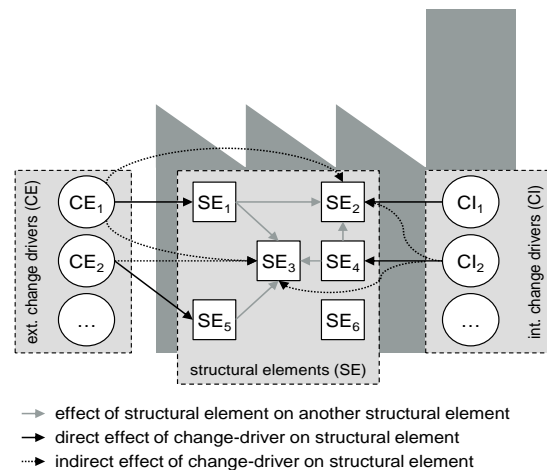 ext. change drivers (CE)
CE1
CE2
...
SE1
SE2
SE3
SE4
SE5
SE6
structural elements (SE)
CI1
CI2
...
int. change drivers (CI)
effect of structural element on another structural element
direct effect of change-driver on structural element
indirect effect of change-driver on structural element